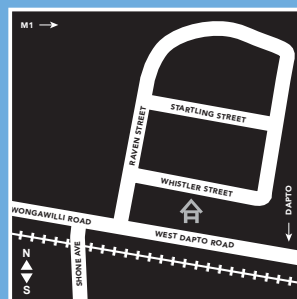 M1
STARTLING STREET
RAVEN STREET
WHISTLER STREET
DAPTO
WONGAWILLI ROAD
WEST DAPTO ROAD
SHONE AVE
N
S